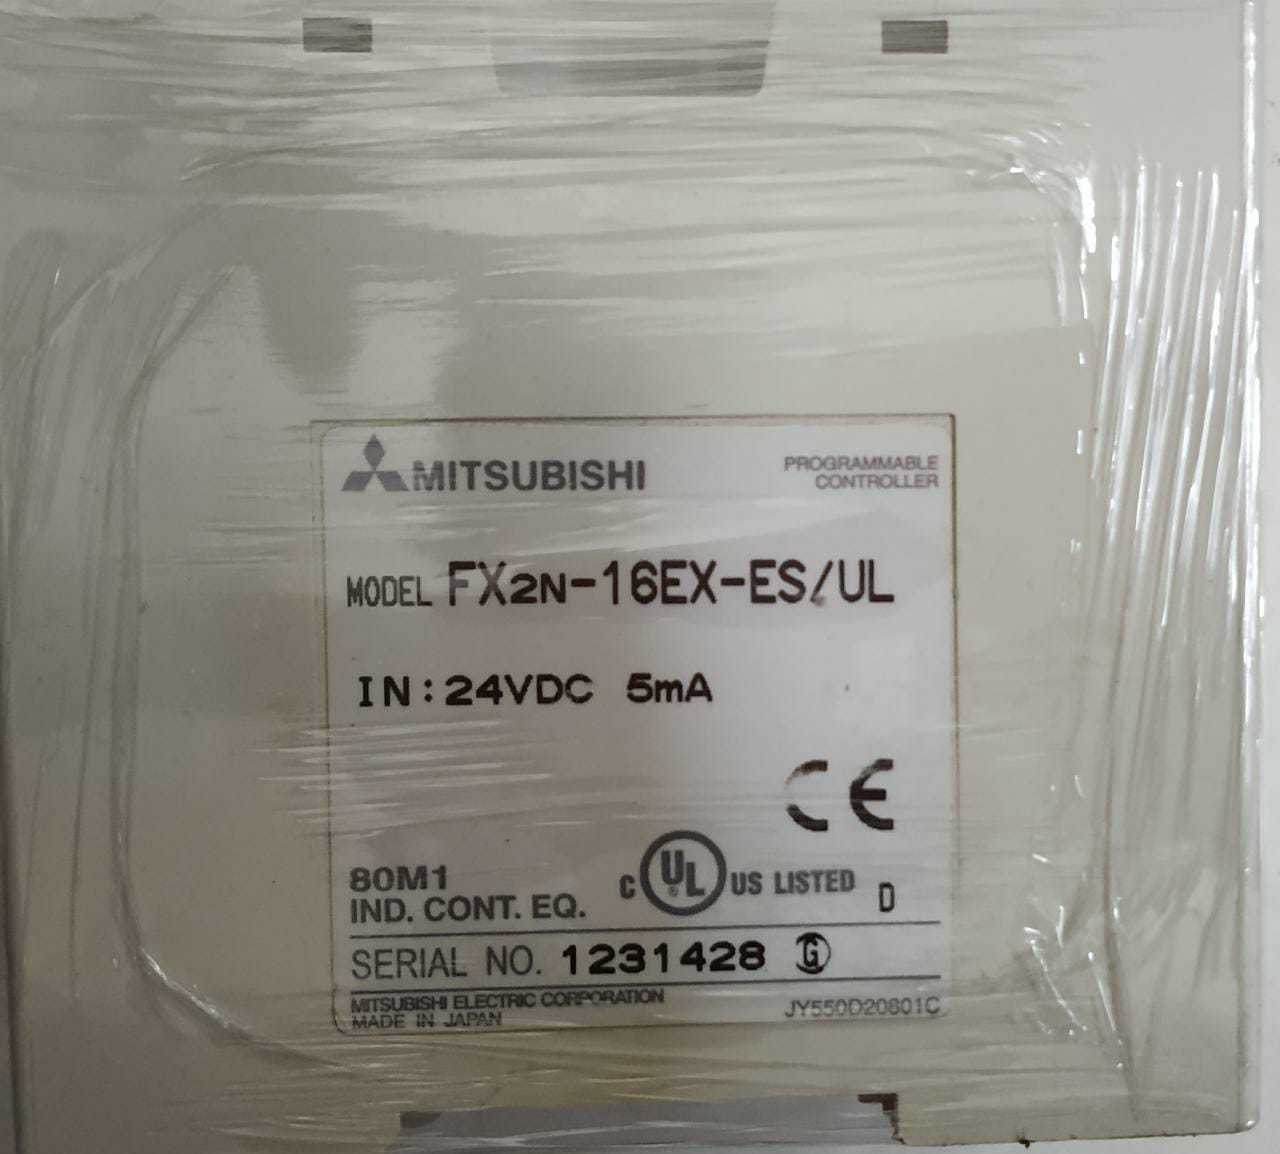 MITSUBISHI
PROGRAMMABLE
CONTROLLER
MODEL FX2N-16EX-ES/UL
IN:24VDC 5mA
CE
80M1
IND. CONT. EQ.
C UL ® US LISTED D
SERIAL NO. 1231428 G
MITSUBISHI ELECTRIC CORPORATION
MADE IN JAPAN
JY550D20801C